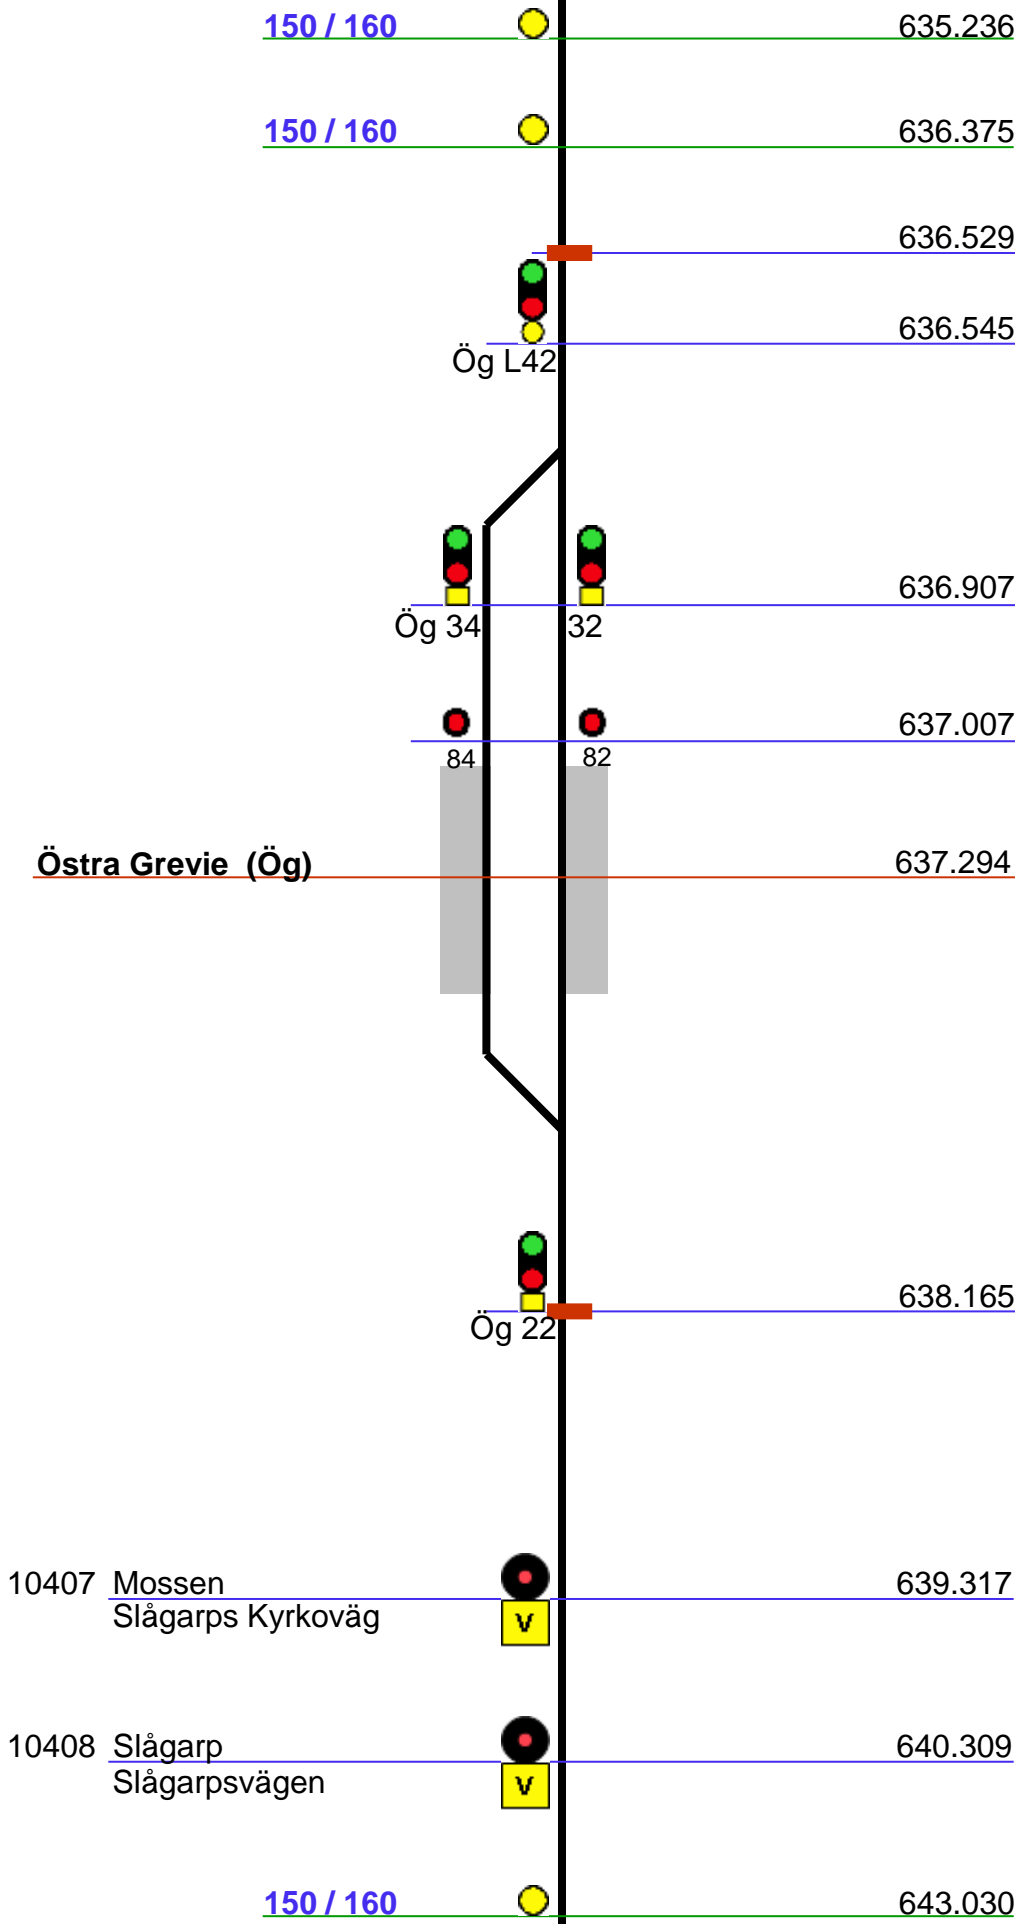 150 / 160 635.236
150 / 160 636.375
636.529
636.545
Ög L42
636.907
Ög 34 32
637.007
84 82
Östra Grevie (Ög) 637.294
638.165
Ög 22
10407 Mossen 639.317
Slågarps Kyrkoväg V
10408 Slågarp 640.309
Slågarpsvägen V
150 / 160 643.030